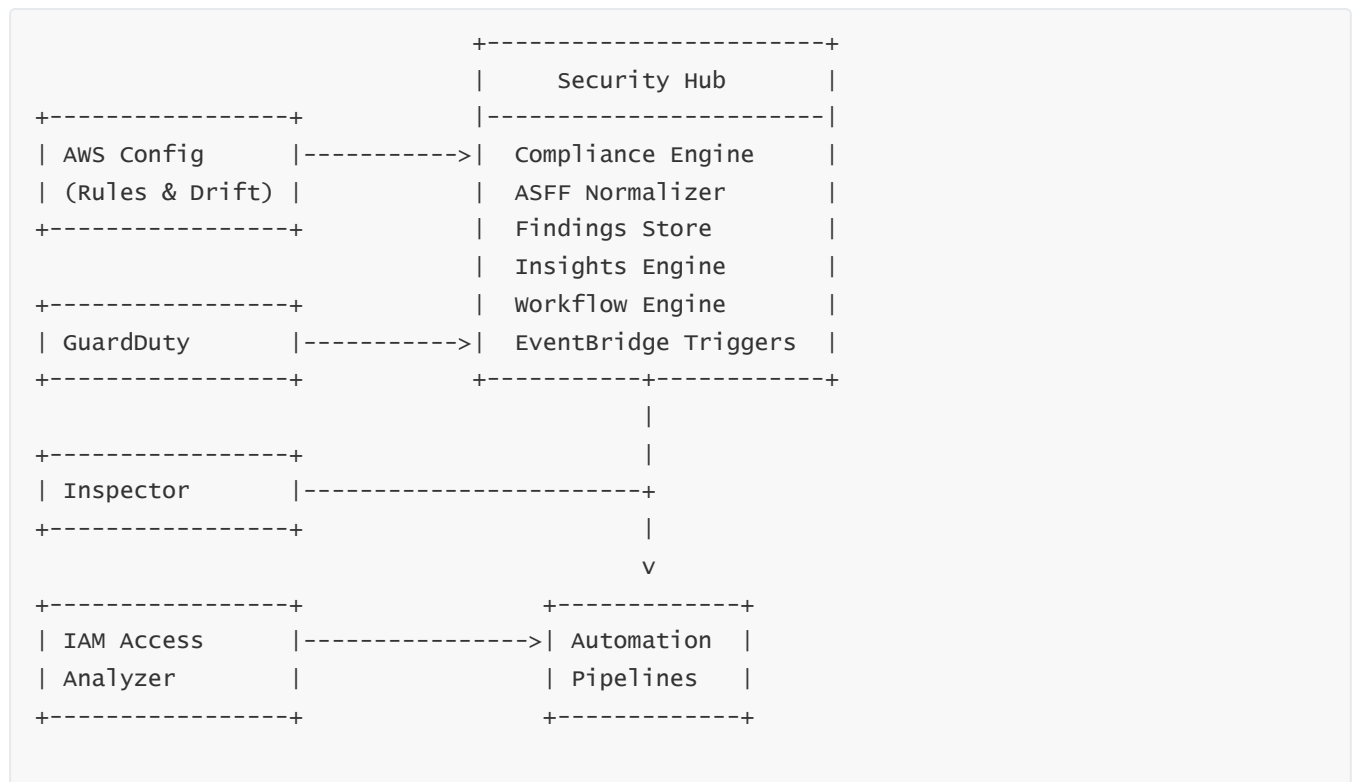 +------------------------+
                               |     Security Hub       |
+-----------------+            |------------------------|
| AWS Config      |----------->|  Compliance Engine     |
| (Rules & Drift) |            |  ASFF Normalizer       |
+-----------------+            |  Findings Store        |
                               |  Insights Engine       |
+-----------------+            |  Workflow Engine       |
| GuardDuty       |----------->|  EventBridge Triggers  |
+-----------------+            +-----------+------------+
                                           |
+-----------------+                        |
| Inspector       |------------------------+
+-----------------+                        |
                                           v
+-----------------+                 +-------------+
| IAM Access      |---------------->| Automation  |
| Analyzer        |                 | Pipelines   |
+-----------------+                 +-------------+